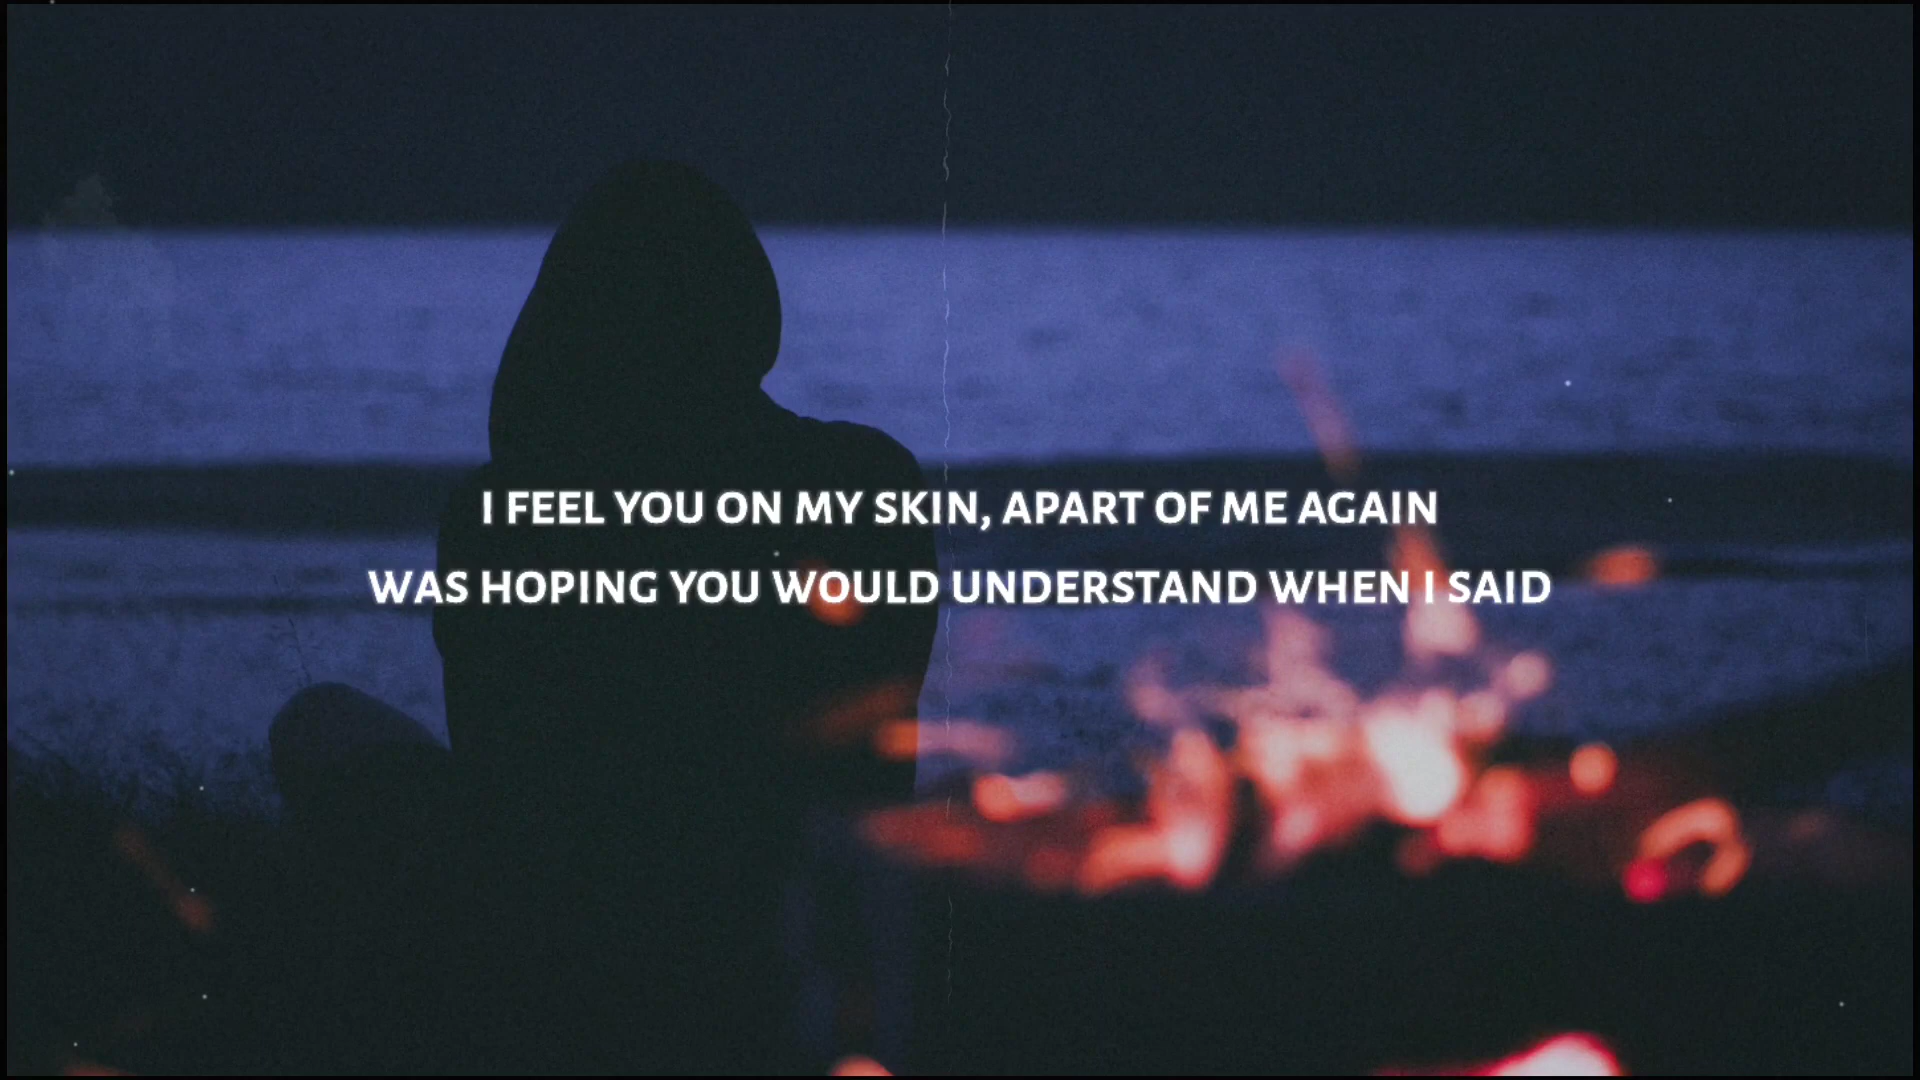 I FEEL YOU ON MY SKIN, APART OF ME AGAIN
WAS HOPING YOU WOULD UNDERSTAND WHEN I SAID